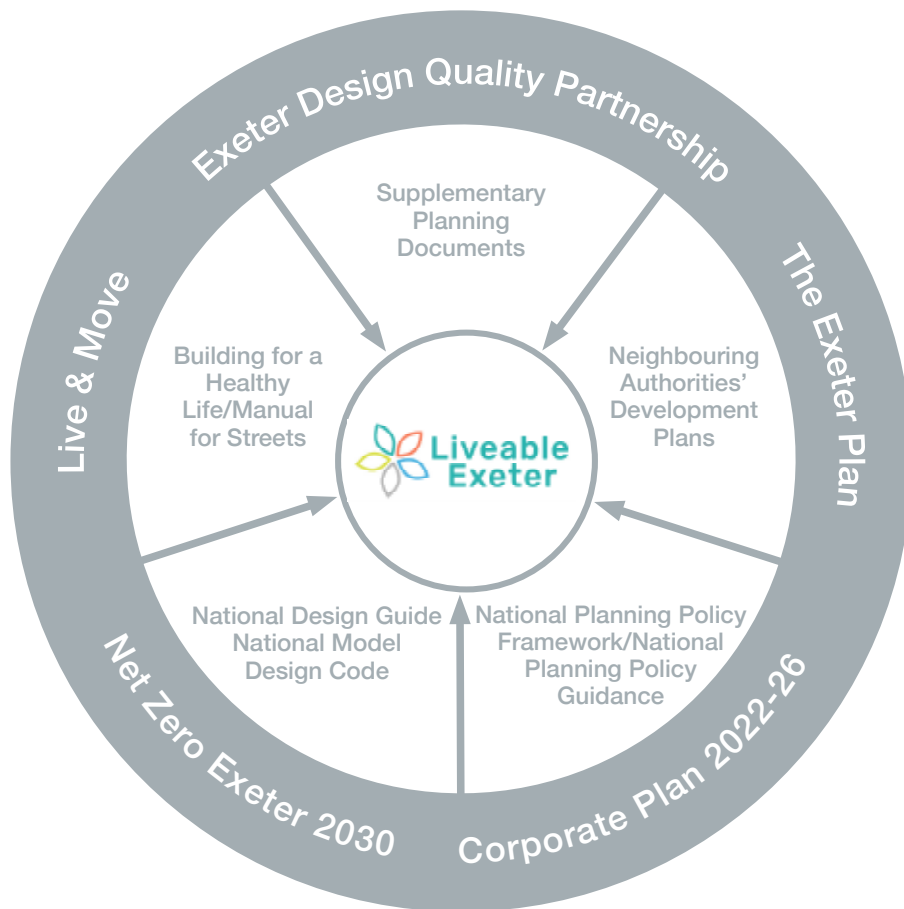 Exeter Design Quality Partnership
The Exeter Plan
Corporate Plan 2022-26
Net Zero Exeter 2030
Live & Move
Supplementary
Planning
Documents
Neighbouring
Authorities’
Development
Plans
National Planning Policy
Framework/National
Planning Policy
Guidance
National Design Guide
National Model
Design Code
Building for a
Healthy
Life/Manual
for Streets
Liveable
Exeter